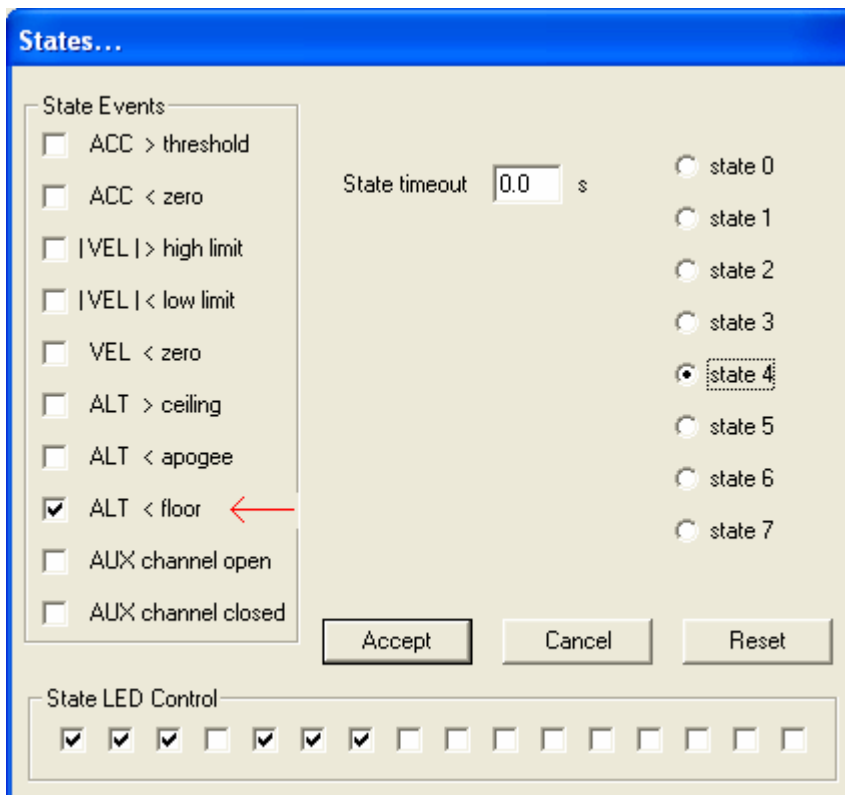 States...
State Events
ACC > threshold
ACC < zero
|VEL| > high limit
|VEL| < low limit
VEL < zero
ALT > ceiling
ALT < apogee
ALT < floor
AUX channel open
AUX channel closed
State timeout 0.0 s
state 0
state 1
state 2
state 3
state 4
state 5
state 6
state 7
Accept Cancel Reset
State LED Control